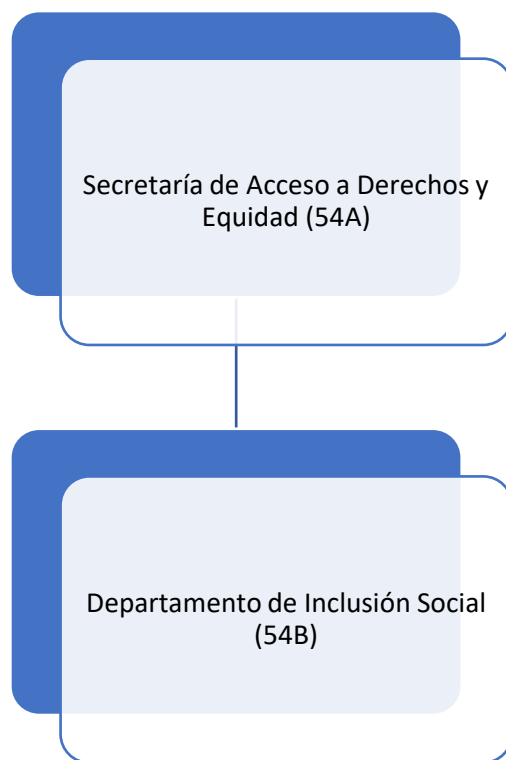 Secretaría de Acceso a Derechos y
Equidad (54A)
Departamento de Inclusión Social
(54B)